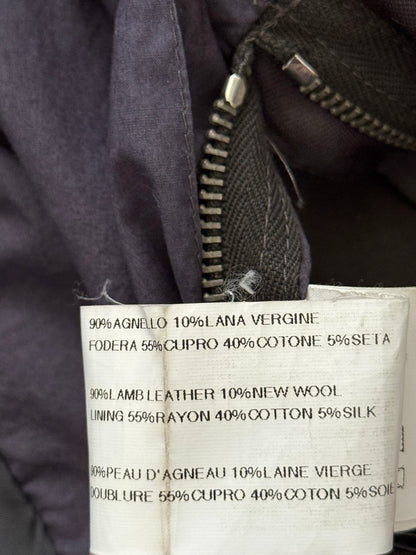 90%AGNELLO 10%LANA VERGINE
FODERA 55%CUPRO 40%COTONE 5%SETA
90%LAMB LEATHER 10%NEW WOOL
LINING 55%RAYON 40%COTTON 5%SILK
90%PEAU D'AGNEAU 10%LAINE VIERGE
DOUBLURE 55%CUPRO 40%COTON 5%SOIE